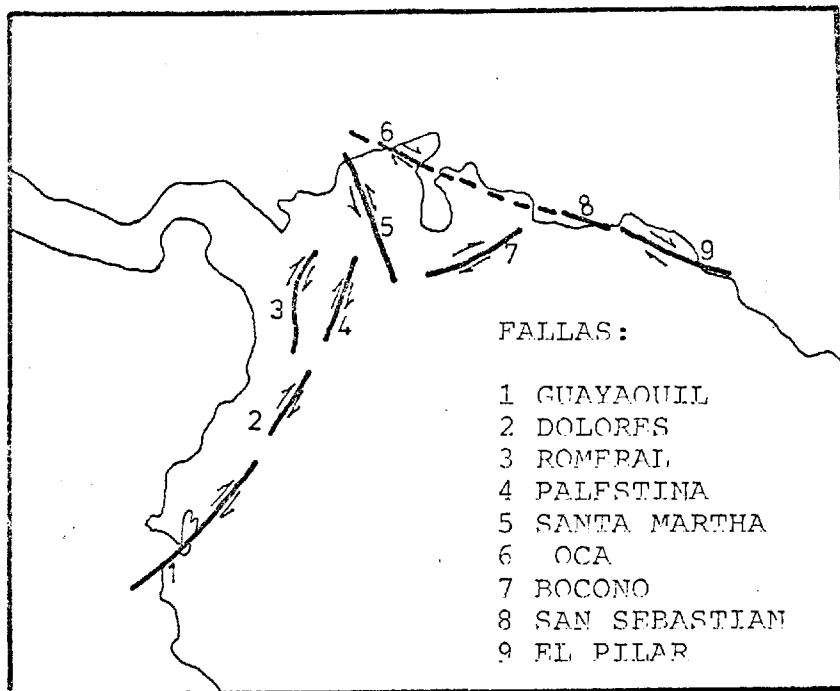 6
8
5
7
9
3
4
2
1
FALLAS:
1 GUAYAQUIL
2 DOLORES
3 ROMERAL
4 PALESTINA
5 SANTA MARTHA
6 OCA
7 BOCONO
8 SAN SEBASTIAN
9 EL PILAR